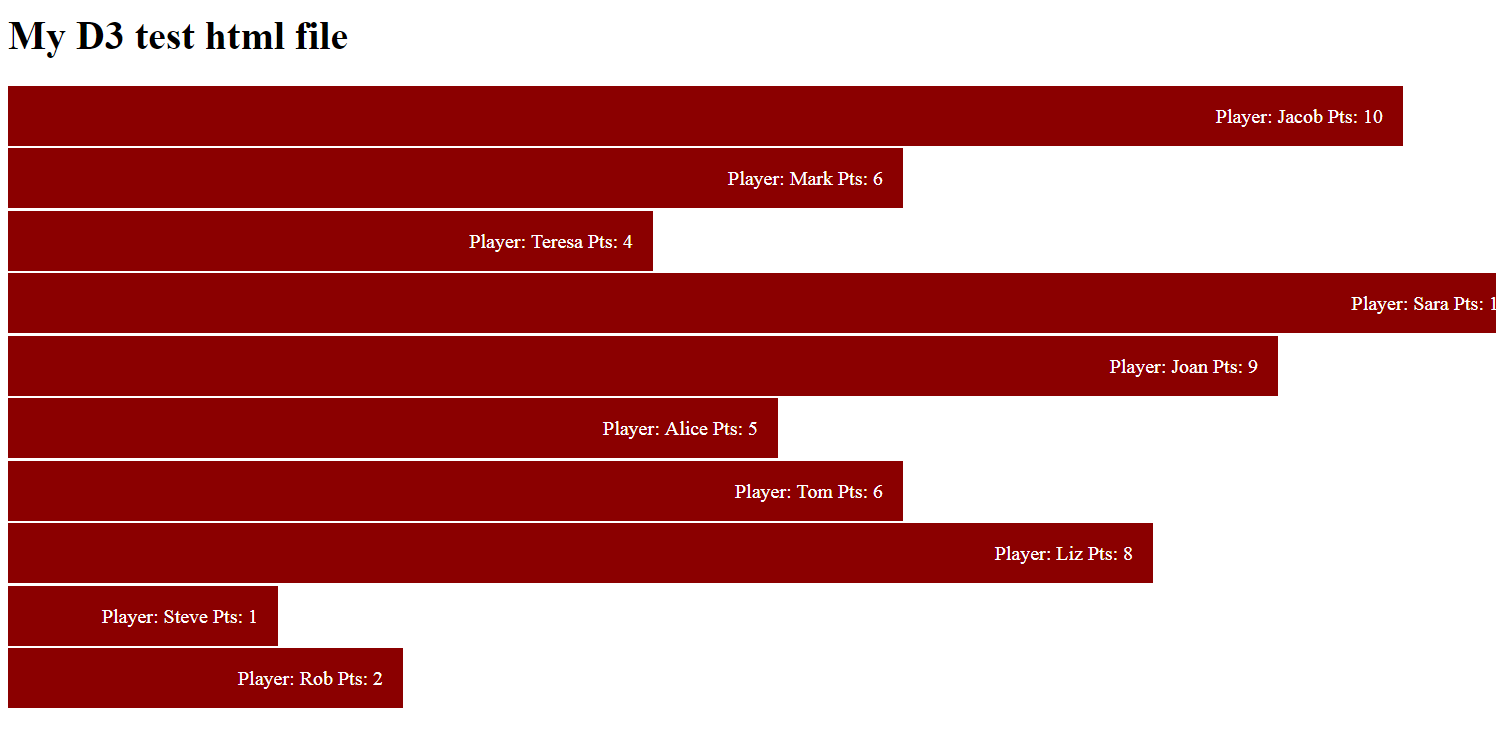 My D3 test html file
Player: Jacob Pts: 10
Player: Mark Pts: 6
Player: Teresa Pts: 4
Player: Sara Pts: 1
Player: Joan Pts: 9
Player: Alice Pts: 5
Player: Tom Pts: 6
Player: Liz Pts: 8
Player: Steve Pts: 1
Player: Rob Pts: 2